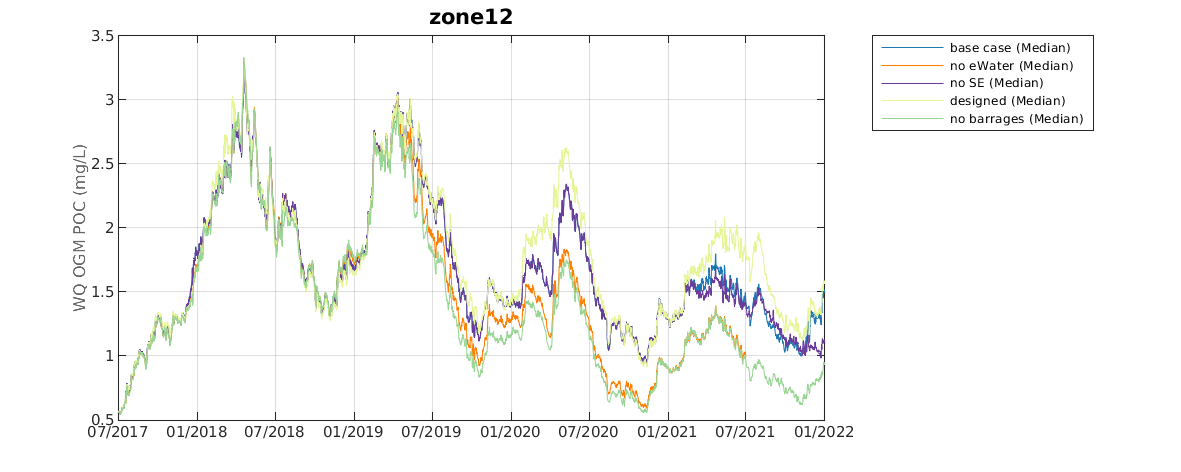 zone12
3.5
3
2.5
2
1.5
1
0.5
WQ OGM POC (mg/L)
07/2017 01/2018 07/2018 01/2019 07/2019 01/2020 07/2020 01/2021 07/2021 01/2022
base case (Median)
no eWater (Median)
no SE (Median)
designed (Median)
no barrages (Median)